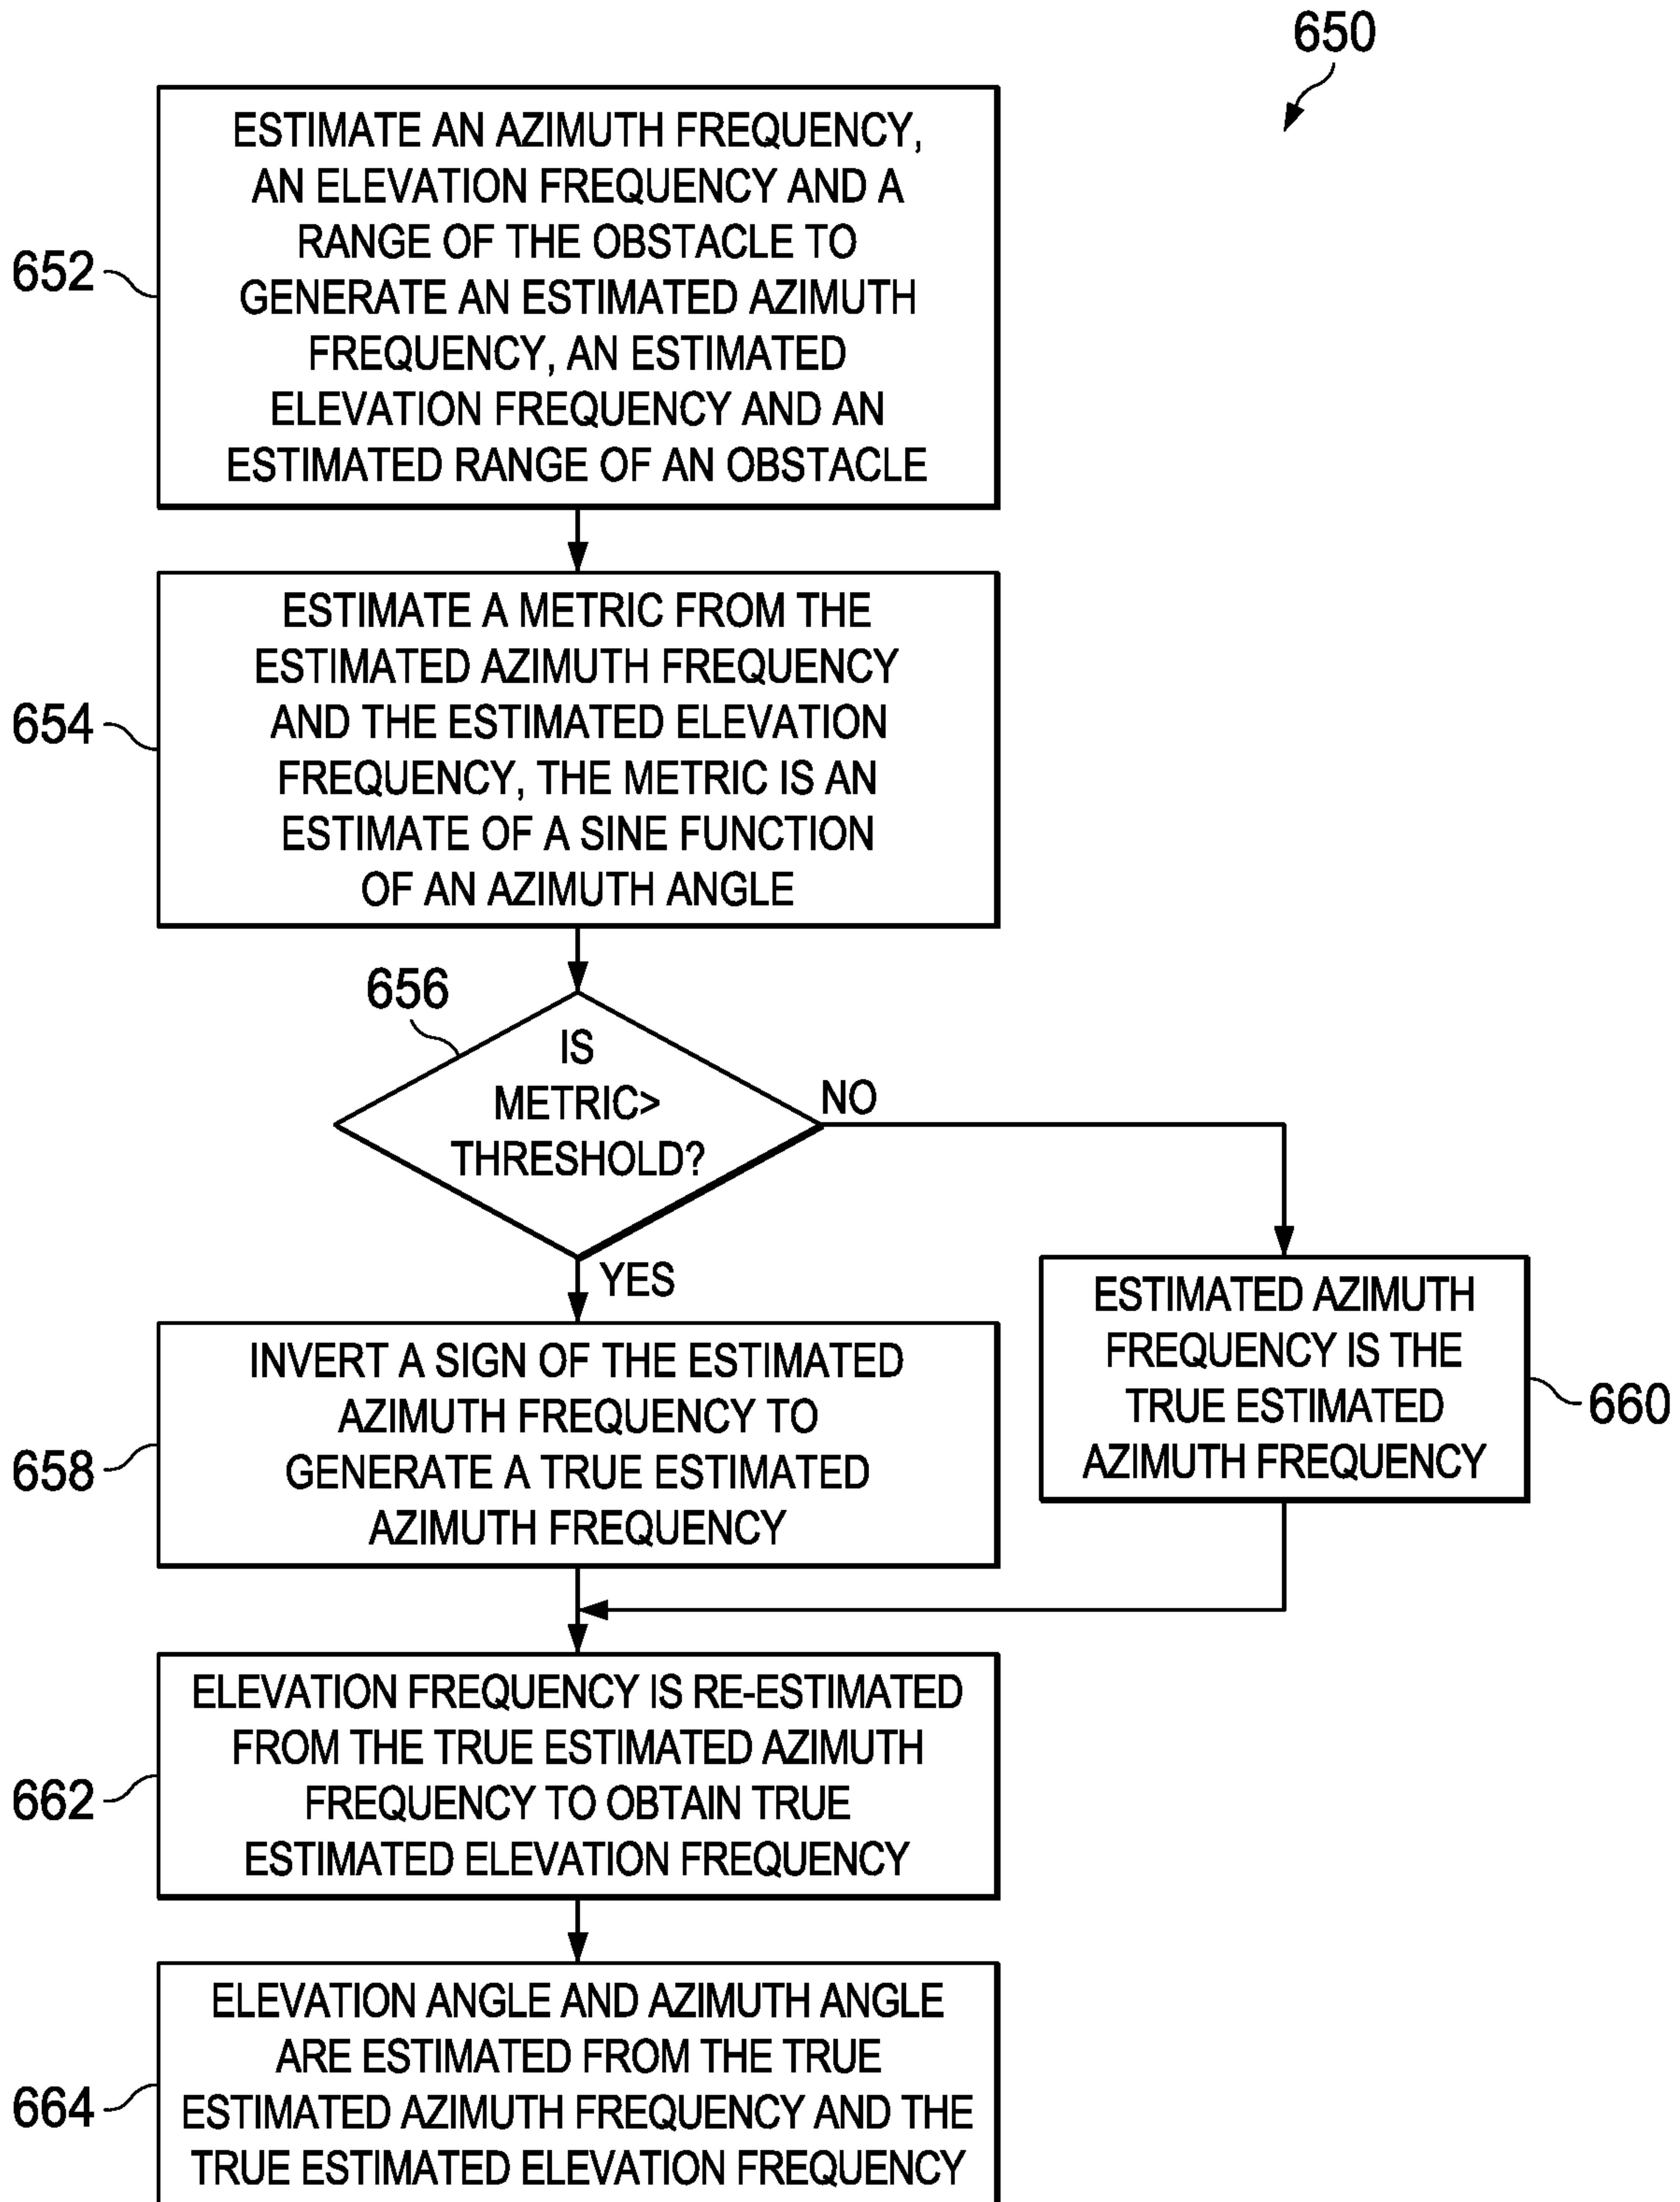 650
ESTIMATE AN AZIMUTH FREQUENCY,
AN ELEVATION FREQUENCY AND A
RANGE OF THE OBSTACLE TO
GENERATE AN ESTIMATED AZIMUTH
FREQUENCY, AN ESTIMATED
ELEVATION FREQUENCY AND AN
ESTIMATED RANGE OF AN OBSTACLE
652
ESTIMATE A METRIC FROM THE
ESTIMATED AZIMUTH FREQUENCY
AND THE ESTIMATED ELEVATION
FREQUENCY, THE METRIC IS AN
ESTIMATE OF A SINE FUNCTION
OF AN AZIMUTH ANGLE
654
656
IS
METRIC>
THRESHOLD?
NO
YES
INVERT A SIGN OF THE ESTIMATED
AZIMUTH FREQUENCY TO
GENERATE A TRUE ESTIMATED
AZIMUTH FREQUENCY
658
ESTIMATED AZIMUTH
FREQUENCY IS THE
TRUE ESTIMATED
AZIMUTH FREQUENCY
660
ELEVATION FREQUENCY IS RE-ESTIMATED
FROM THE TRUE ESTIMATED AZIMUTH
FREQUENCY TO OBTAIN TRUE
ESTIMATED ELEVATION FREQUENCY
662
ELEVATION ANGLE AND AZIMUTH ANGLE
ARE ESTIMATED FROM THE TRUE
ESTIMATED AZIMUTH FREQUENCY AND THE
TRUE ESTIMATED ELEVATION FREQUENCY
664